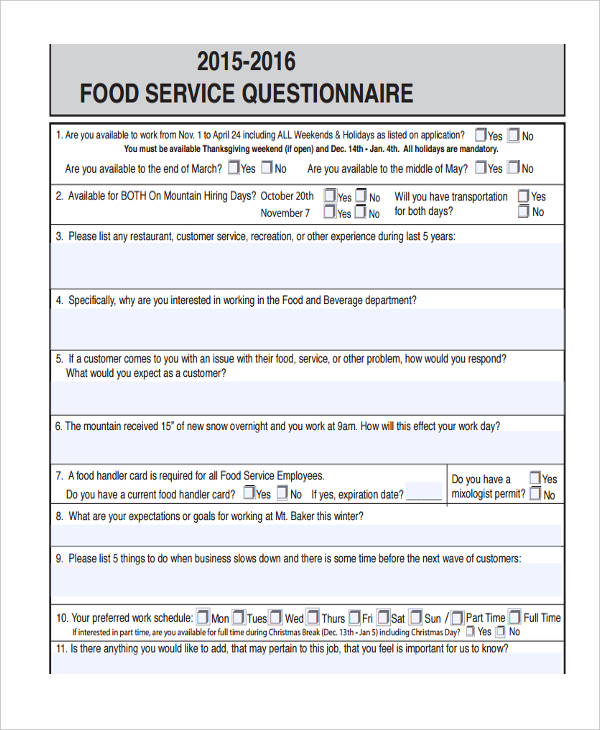 2015-2016
FOOD SERVICE QUESTIONNAIRE
1. Are you available to work from Nov. 1 to April 24 including ALL Weekends & Holidays as listed on application? Yes No
You must be available Thanksgiving weekend (if open) and Dec. 14th - Jan. 4th. All holidays are mandatory.
Are you available to the end of March? Yes No Are you available to the middle of May? Yes No
2. Available for BOTH On Mountain Hiring Days? October 20th Yes No Will you have transportation Yes
November 7 Yes No for both days? No
3. Please list any restaurant, customer service, recreation, or other experience during last 5 years:
4. Specifically, why are you interested in working in the Food and Beverage department?
5. If a customer comes to you with an issue with their food, service, or other problem, how would you respond?
What would you expect as a customer?
6. The mountain received 15" of new snow overnight and you work at 9am. How will this effect your work day?
7. A food handler card is required for all Food Service Employees. Do you have a Yes
Do you have a current food handler card? Yes No If yes, expiration date? mixologist permit? No
8. What are your expectations or goals for working at Mt. Baker this winter?
9. Please list 5 things to do when business slows down and there is some time before the next wave of customers:
10. Your preferred work schedule: Mon Tues Wed Thurs Fri Sat Sun / Part Time Full Time
If interested in part time, are you available for full time during Christmas Break (Dec. 13th - Jan 5) including Christmas Day? Yes No
11. Is there anything you would like to add, that may pertain to this job, that you feel is important for us to know?